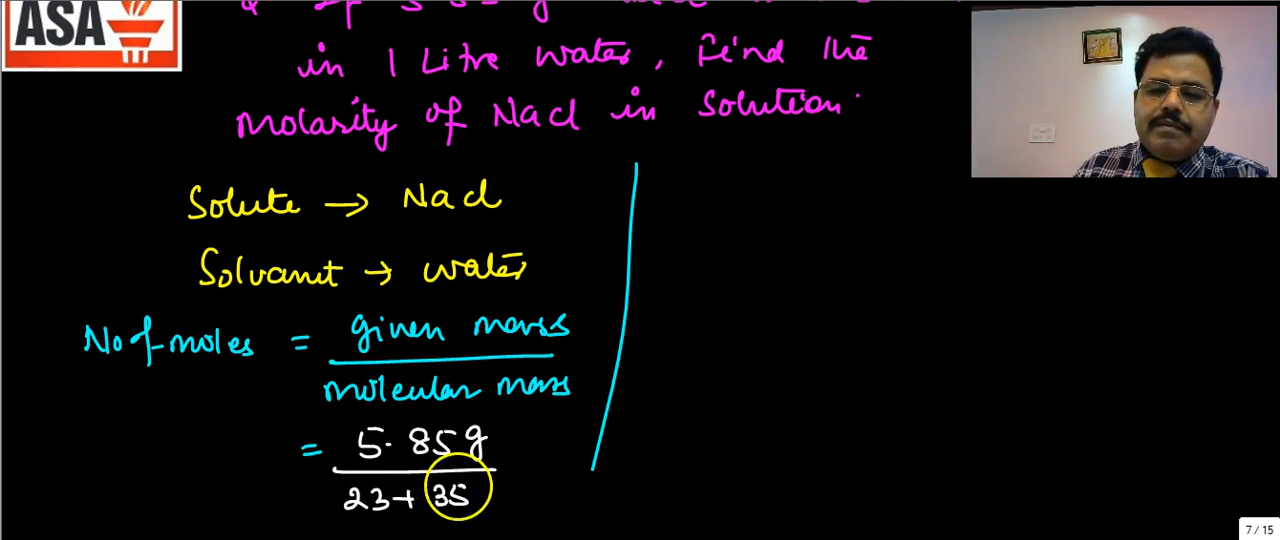 ASA
in 1 Litre water, Find the
molarity of Nacl in Solution.
Solute → Nacl
Solvanet → water
No of moles = given mass
molecular mass
= 5.85g
23+ 35
7 / 15